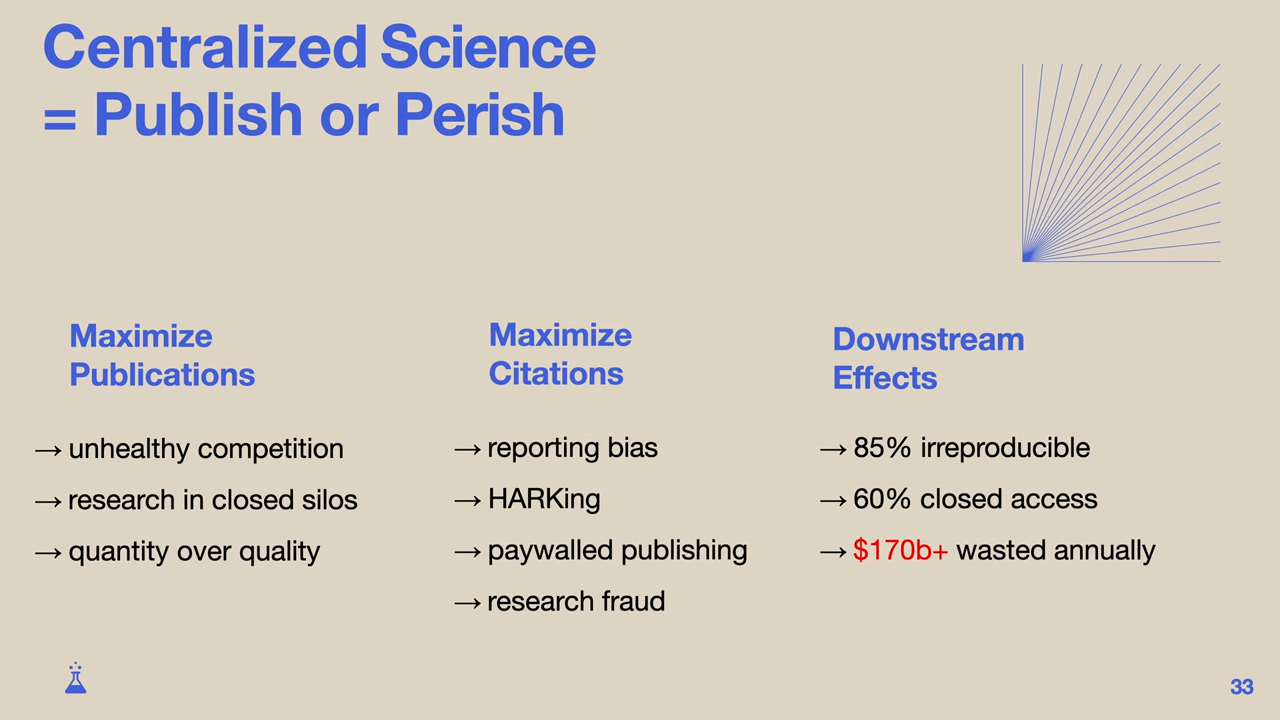 Centralized Science
= Publish or Perish
Maximize
Publications
→ unhealthy competition
→ research in closed silos
→ quantity over quality
Maximize
Citations
→ reporting bias
→ HARKing
→ paywalled publishing
→ research fraud
Downstream
Effects
→ 85% irreproducible
→ 60% closed access
→ $170b+ wasted annually
33